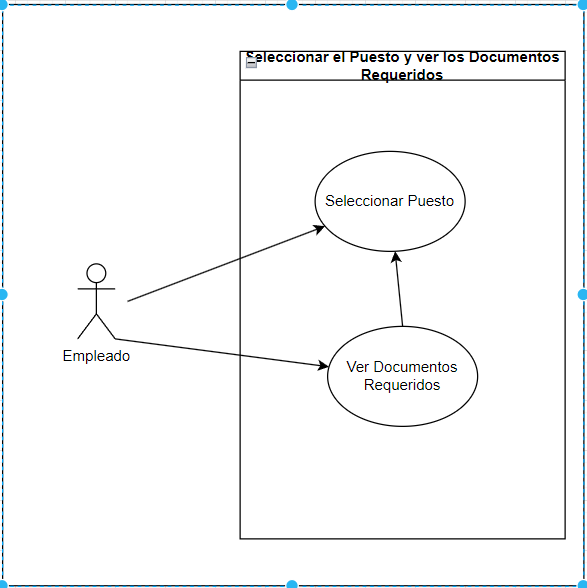 Seleccionar el Puesto y ver los Documentos
Requeridos
Seleccionar Puesto
Empleado
Ver Documentos
Requeridos